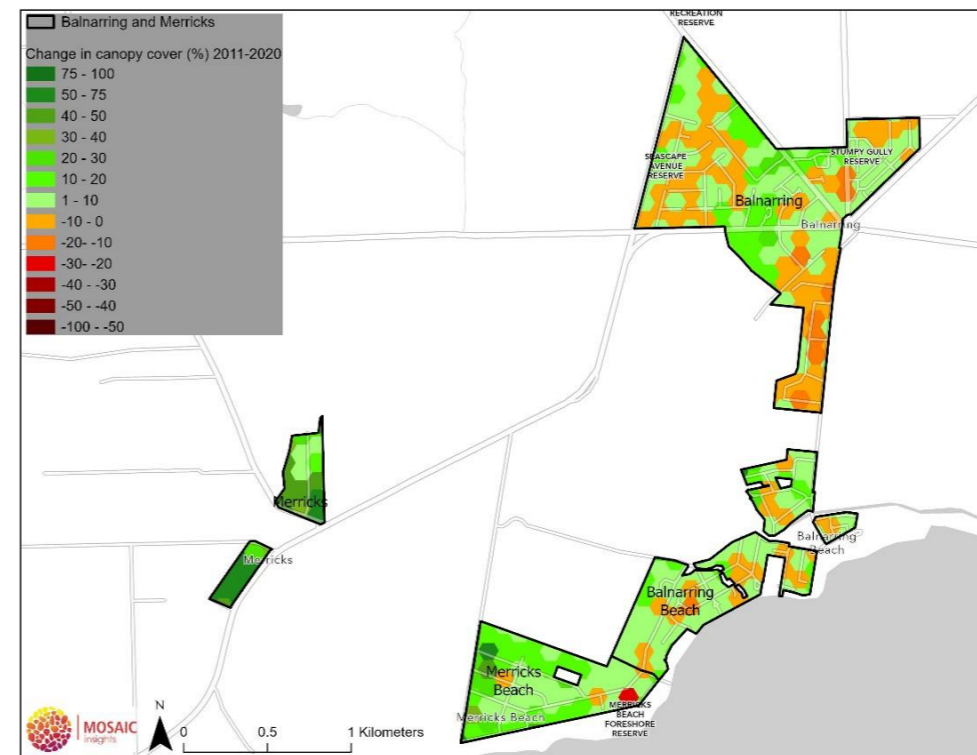 Balnarring and Merricks
Change in canopy cover (%) 2011-2020
75 - 100
50 - 75
40 - 50
30 - 40
20 - 30
10 - 20
1 - 10
-10 - 0
-20- -10
-30- -20
-40 - -30
-50 - -40
-100 - -50
RECREATION
RESERVE
SEASCAPE
AVENUE
RESERVE
STUMPY GULLY
RESERVE
Balnarring
Balnarring
Merricks
Merricks
Balnarring
Beach
Balnarring
Beach
Merricks
Beach
Merricks Beach
MERRICKS
BEACH
FORESHORE
RESERVE
MOSAIC
insights
N
0 0.5 1 Kilometers